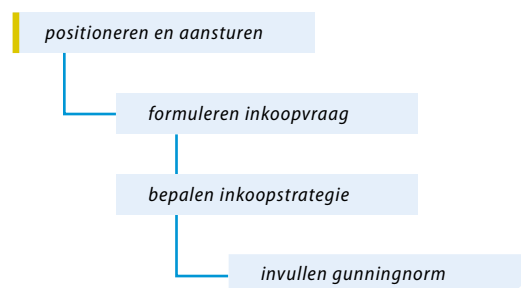 positioneren en aansturen
formuleren inkoopvraag
bepalen inkoopstrategie
invullen gunningnorm